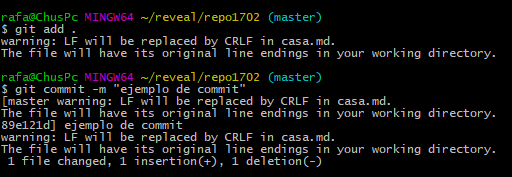 rafa@ChusPc MINGW64 ~/reveal/repo1702 (master)
$ git add .
warning: LF will be replaced by CRLF in casa.md.
The file will have its original line endings in your working directory.
rafa@ChusPc MINGW64 ~/reveal/repo1702 (master)
$ git commit -m "ejemplo de commit"
[master warning: LF will be replaced by CRLF in casa.md.
The file will have its original line endings in your working directory.
89e121d] ejemplo de commit
warning: LF will be replaced by CRLF in casa.md.
The file will have its original line endings in your working directory.
 1 file changed, 1 insertion(+), 1 deletion(-)